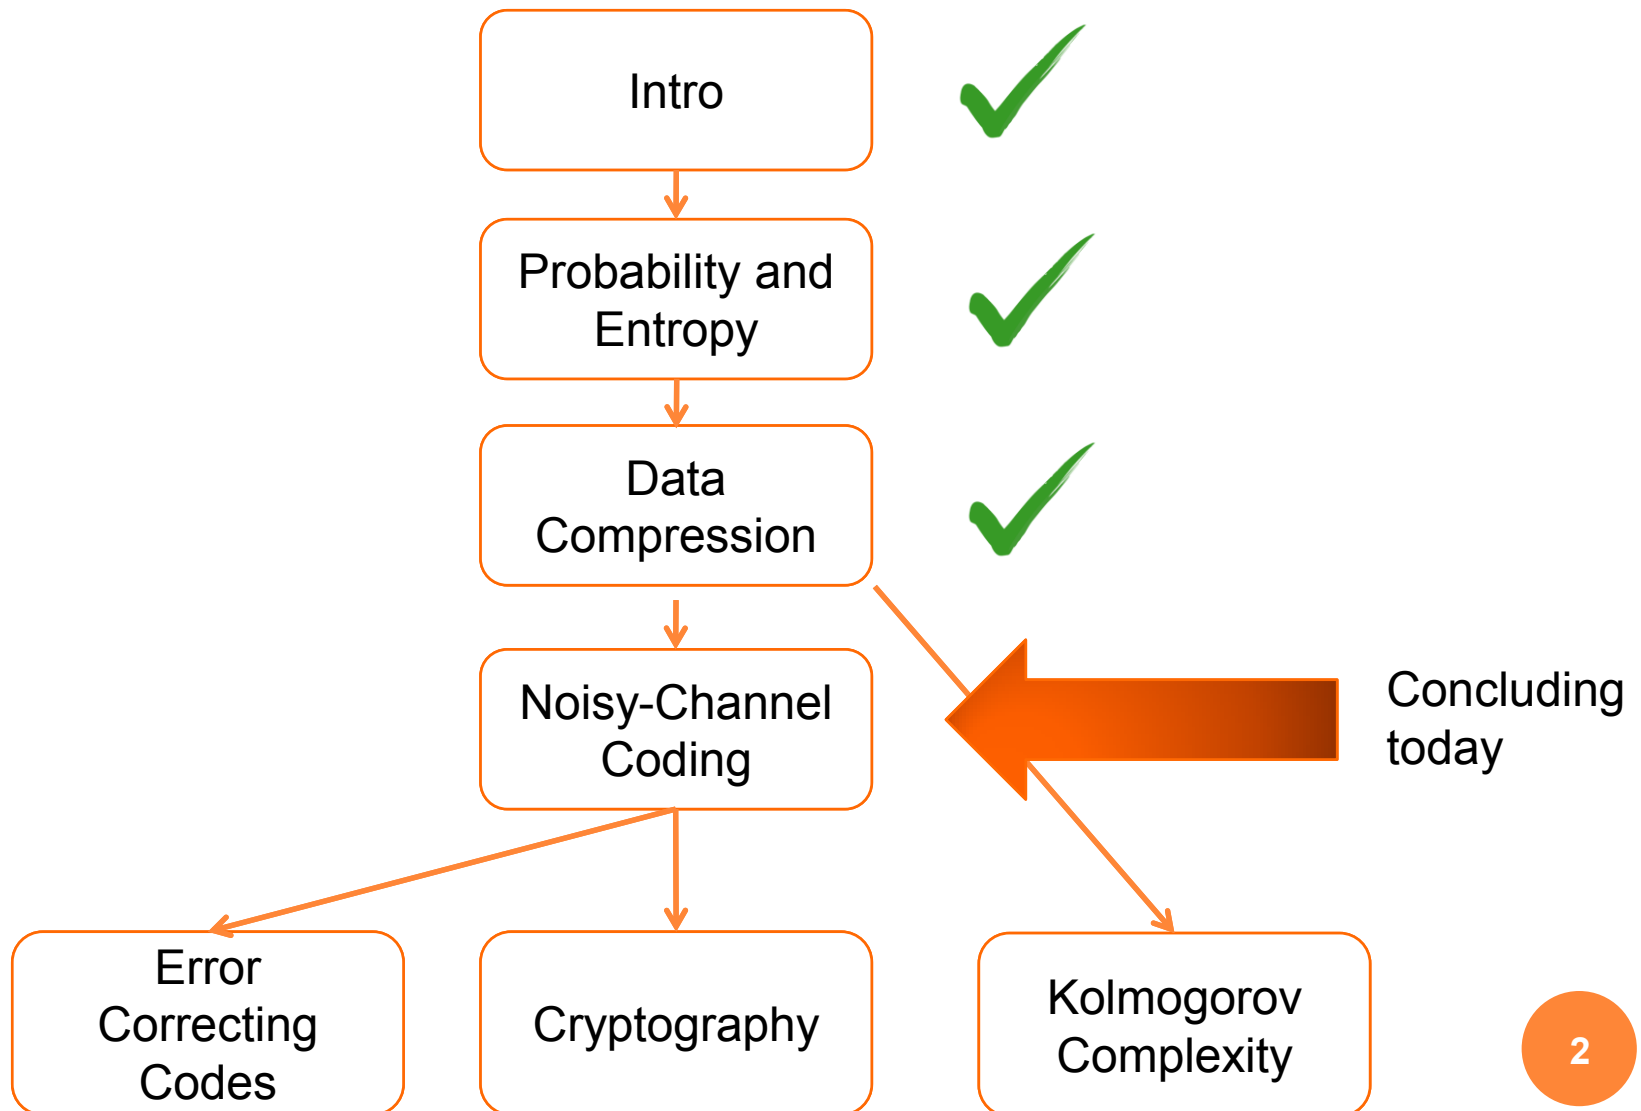 Intro
Probability and
Entropy
Data
Compression
Noisy-Channel
Coding
Concluding
today
Error
Correcting
Codes
Cryptography
Kolmogorov
Complexity
2